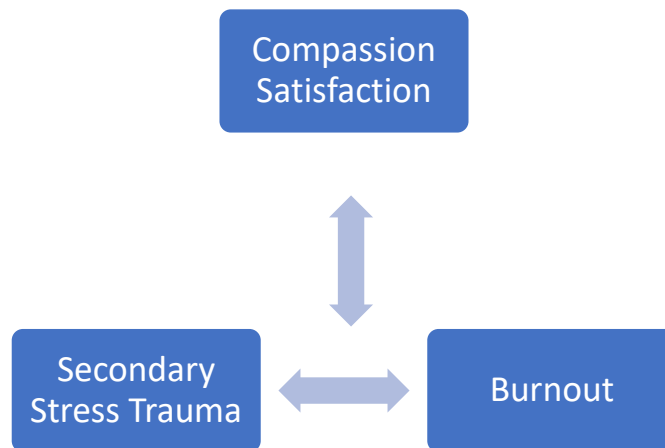 Compassion
Satisfaction
Secondary
Stress Trauma
Burnout